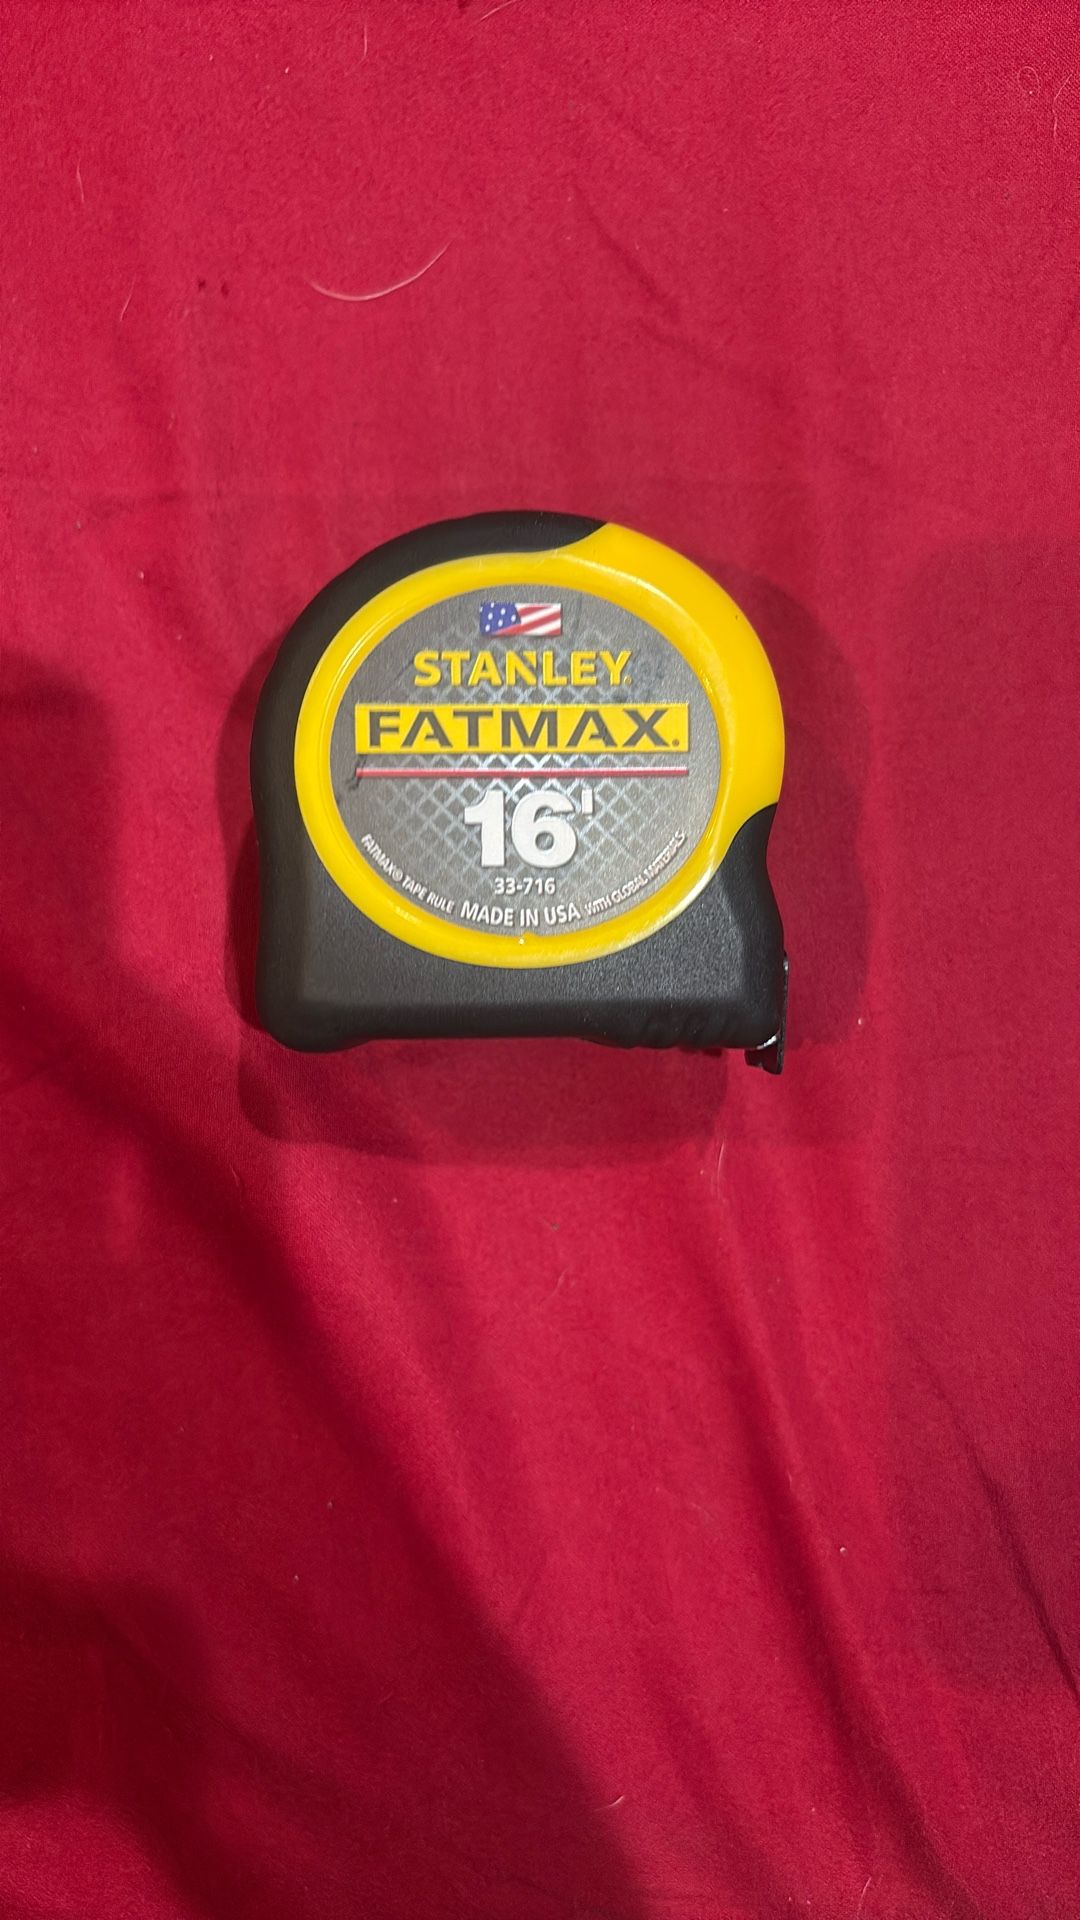 STANLEY®
FATMAX®
16'
33-716
FATMAX® TAPE RULE MADE IN USA WITH GLOBAL MATERIALS